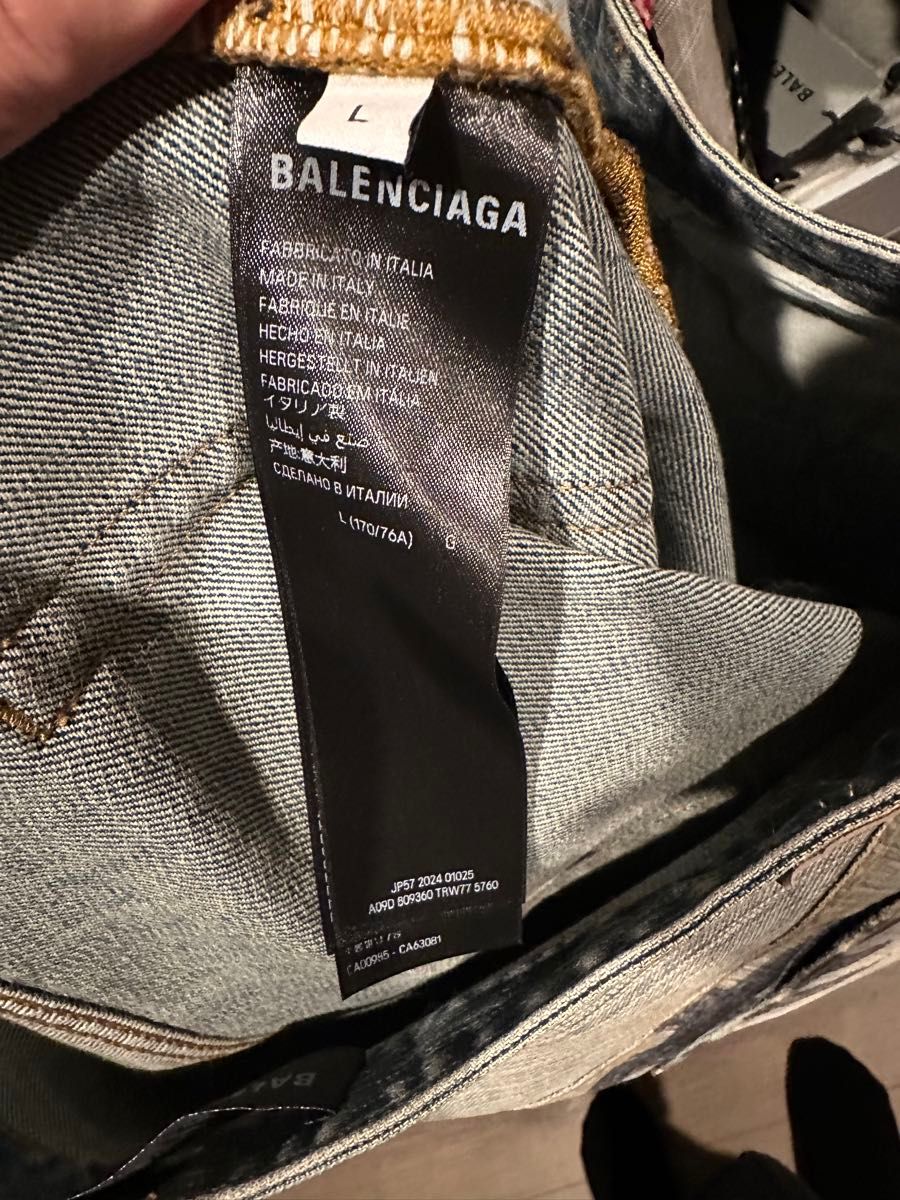 L
BALENCIAGA
FABBRICATO IN ITALIA
MADE IN ITALY
FABRIQUÉ EN ITALIE
HECHO EN ITALIA
HERGESTELLT IN ITALIEN
FABRICADO EM ITALIA
イタリア製
صنع في إيطاليا
产地:意大利
СДЕЛАНО В ИТАЛИИ
L (170/76A) G
JP57 2024 01025
A09D 809360 TRW77 5760
CA00985 - CA63081
BALE
BAL